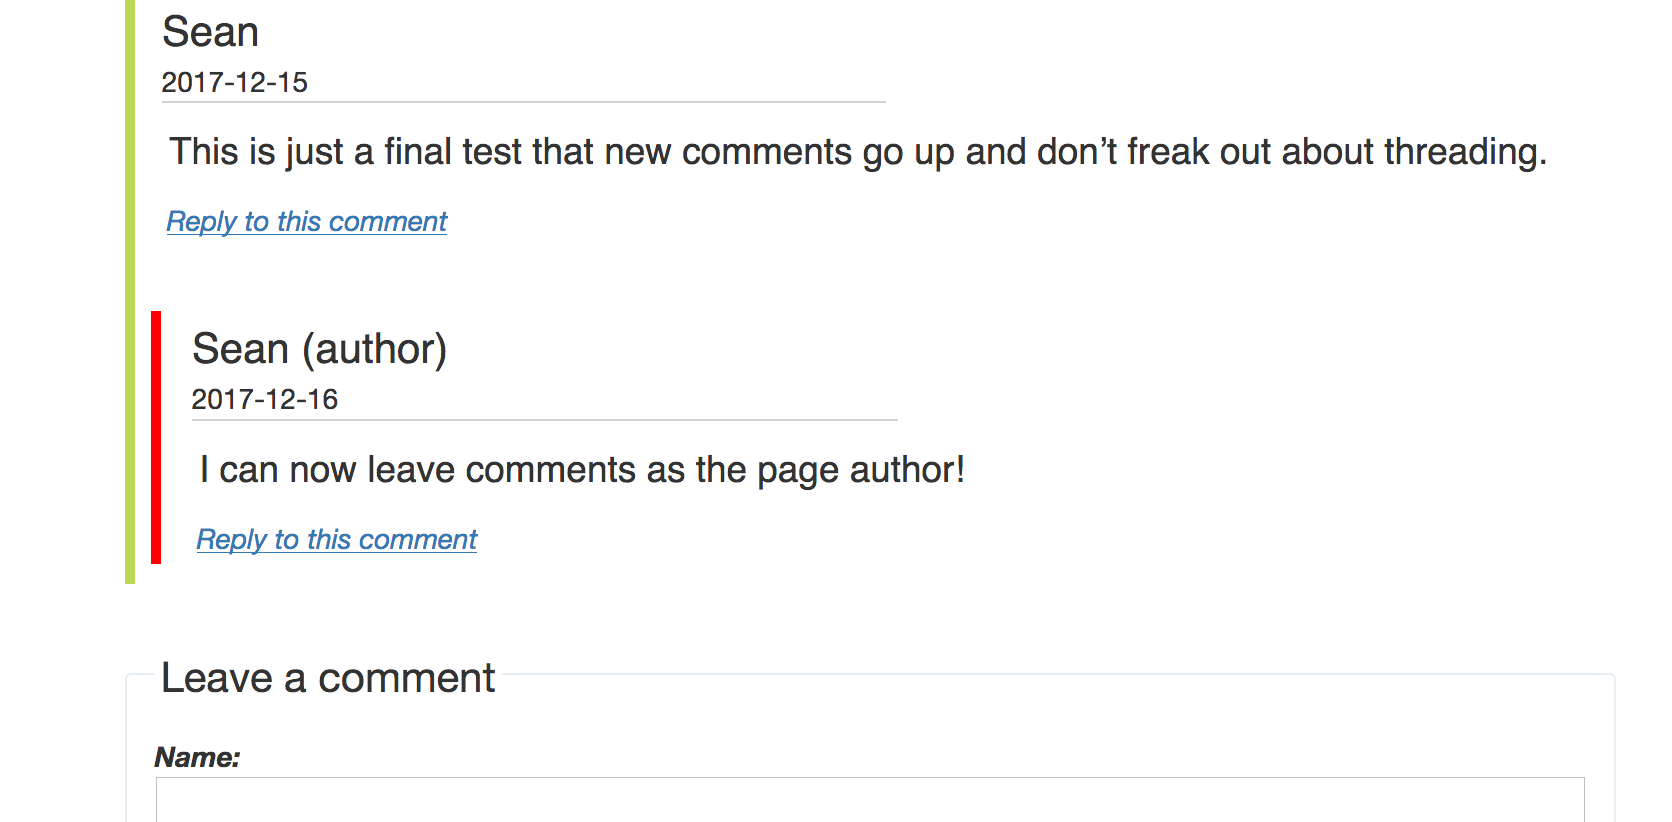 Sean
2017-12-15
This is just a final test that new comments go up and don’t freak out about threading.
Reply to this comment
Sean (author)
2017-12-16
I can now leave comments as the page author!
Reply to this comment
Leave a comment
Name: